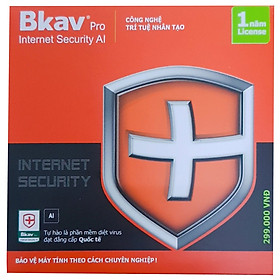 Bkav Pro
Internet Security AI
CÔNG NGHỆ
TRÍ TUỆ NHÂN TẠO
1 năm
License
INTERNET
SECURITY
Bkav
AI
Tự hào là phần mềm diệt virus
đạt đẳng cấp Quốc tế
299.000 VNĐ
BẢO VỆ MÁY TÍNH THEO CÁCH CHUYÊN NGHIỆP !